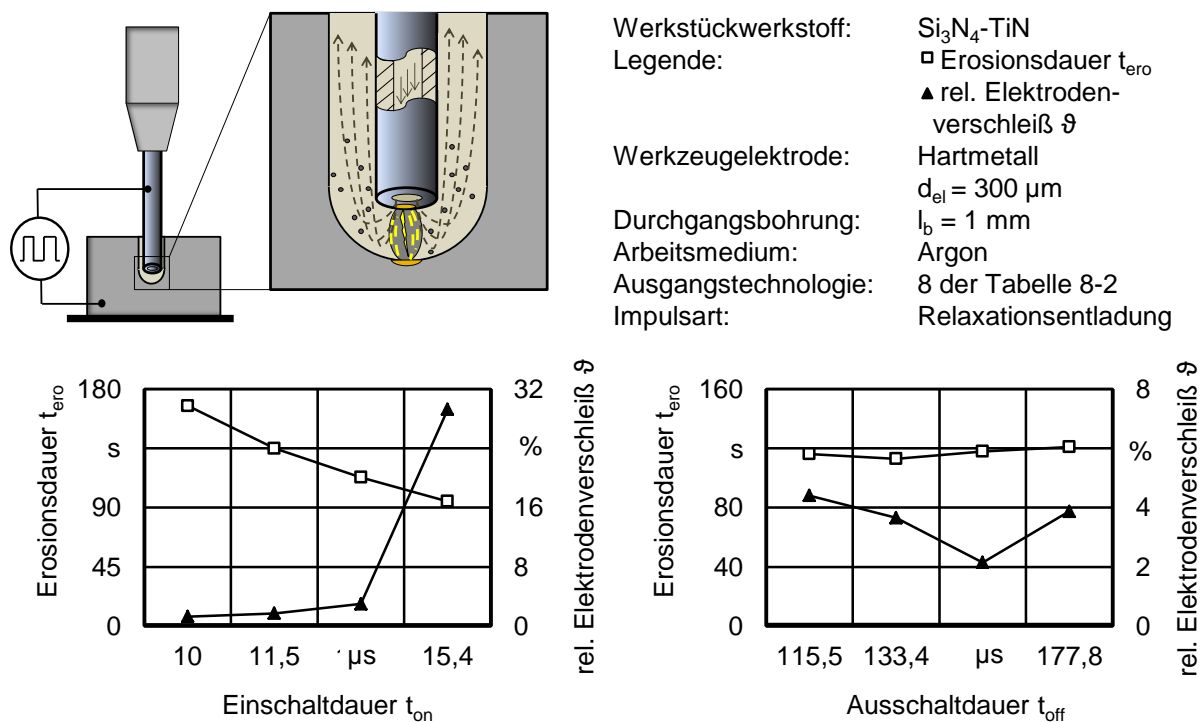 Werkstückwerkstoff: Si3N4-TiN
Legende: Erosionsdauer tero
rel. Elektroden-
verschleiß ϑ
Werkzeugelektrode: Hartmetall
del = 300 µm
Durchgangsbohrung: lb = 1 mm
Arbeitsmedium: Argon
Ausgangstechnologie: 8 der Tabelle 8-2
Impulsart: Relaxationsentladung
Erosionsdauer tero
180
s
90
45
0
32
%
16
8
0
rel. Elektrodenverschleiß ϑ
10 11,5 µs 15,4
Einschaltdauer ton
Erosionsdauer tero
160
s
80
40
0
8
%
4
2
0
rel. Elektrodenverschleiß ϑ
115,5 133,4 µs 177,8
Ausschaltdauer toff